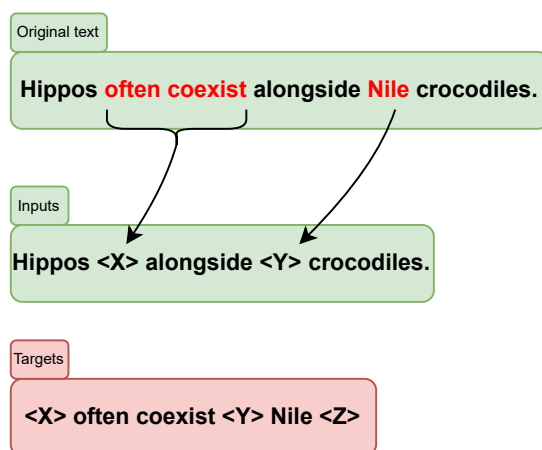 Original text
Hippos often coexist alongside Nile crocodiles.
Inputs
Hippos <X> alongside <Y> crocodiles.
Targets
<X> often coexist <Y> Nile <Z>